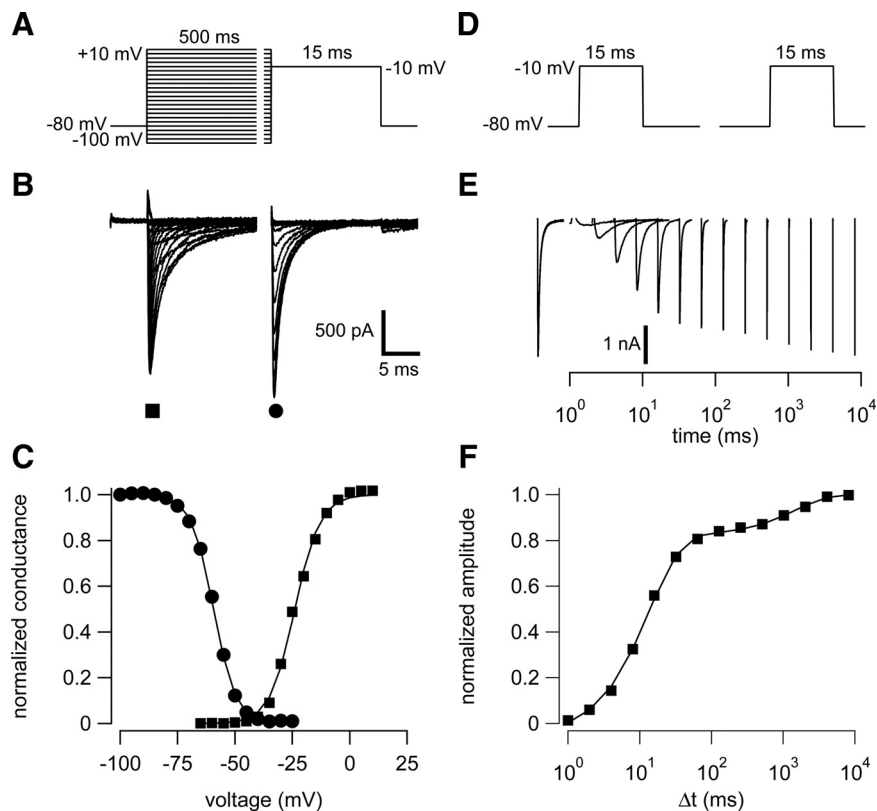 A
500 ms
+10 mV
15 ms
-10 mV
-80 mV
-100 mV
D
15 ms
15 ms
-10 mV
-80 mV
B
500 pA
5 ms
E
1 nA
10^0 10^1 10^2 10^3 10^4
time (ms)
C
normalized conductance
1.0
0.8
0.6
0.4
0.2
0
-100 -75 -50 -25 0 25
voltage (mV)
F
normalized amplitude
1.0
0.8
0.6
0.4
0.2
0
10^0 10^1 10^2 10^3 10^4
Δt (ms)